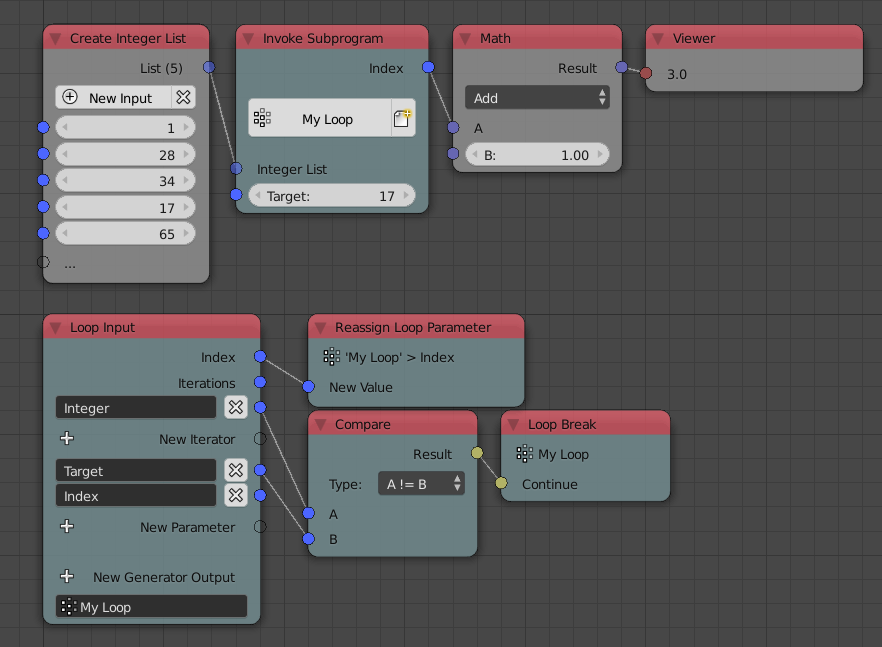 Create Integer List
List (5)
New Input
1
28
34
17
65
...
Invoke Subprogram
Index
My Loop
Integer List
Target: 17
Math
Result
Add
A
B: 1.00
Viewer
3.0
Loop Input
Index
Iterations
Integer
New Iterator
Target
Index
New Parameter
New Generator Output
My Loop
Reassign Loop Parameter
'My Loop' > Index
New Value
Compare
Result
Type: A != B
A
B
Loop Break
My Loop
Continue